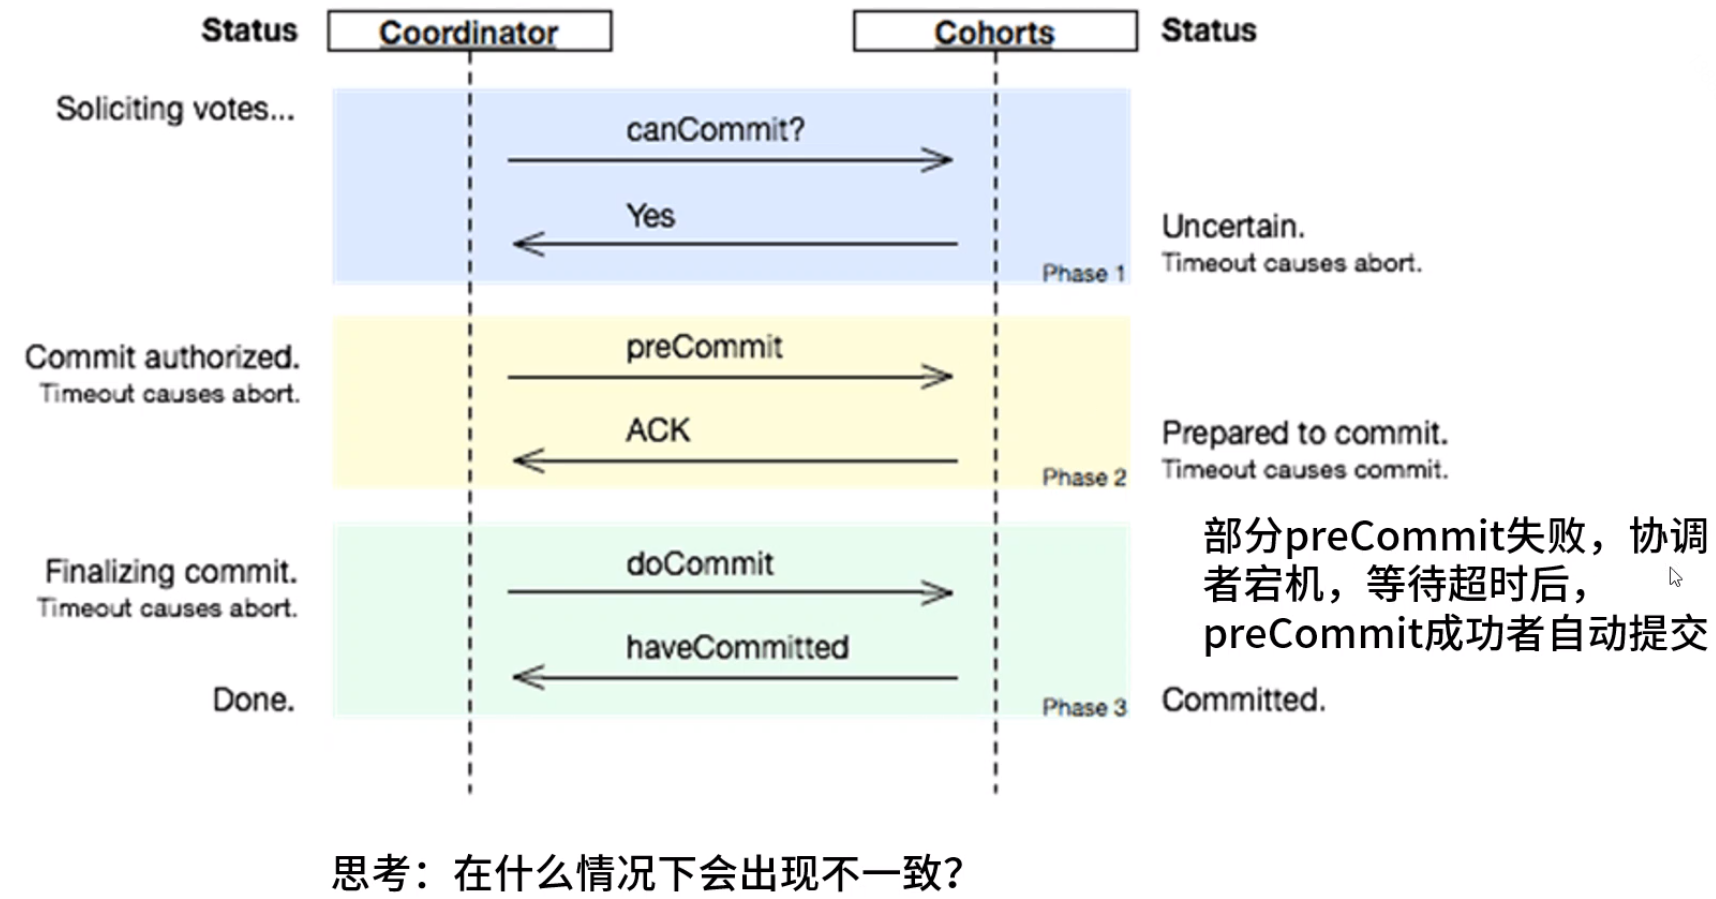 Status
Coordinator
Cohorts
Status
Soliciting votes...
canCommit?
Yes
Uncertain.
Timeout causes abort.
Phase 1
Commit authorized.
Timeout causes abort.
preCommit
ACK
Prepared to commit.
Timeout causes commit.
Phase 2
部分preCommit失败，协调
者宕机，等待超时后，
preCommit成功者自动提交
Finalizing commit.
Timeout causes abort.
doCommit
haveCommitted
Done.
Phase 3
Committed.
思考：在什么情况下会出现不一致？